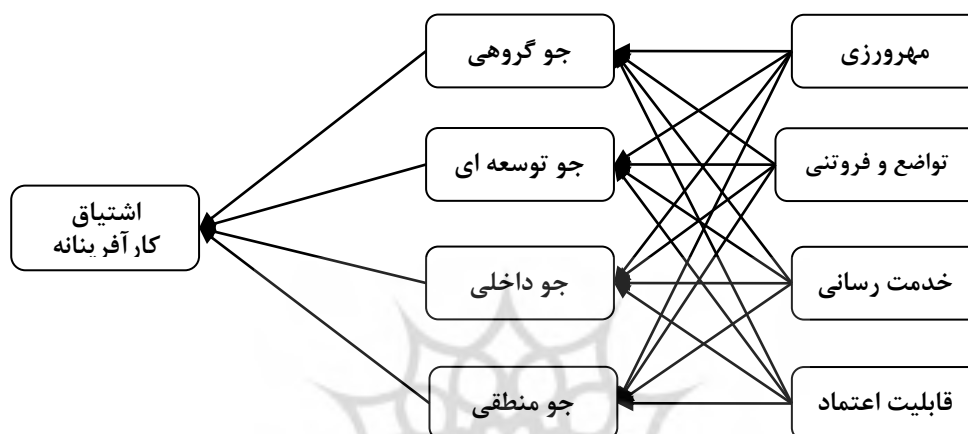 مهرورزی
جو گروهی
تواضع و فروتنی
جو توسعه ای
اشتیاق
کارآفرینانه
خدمت رسانی
جو داخلی
قابلیت اعتماد
جو منطقی